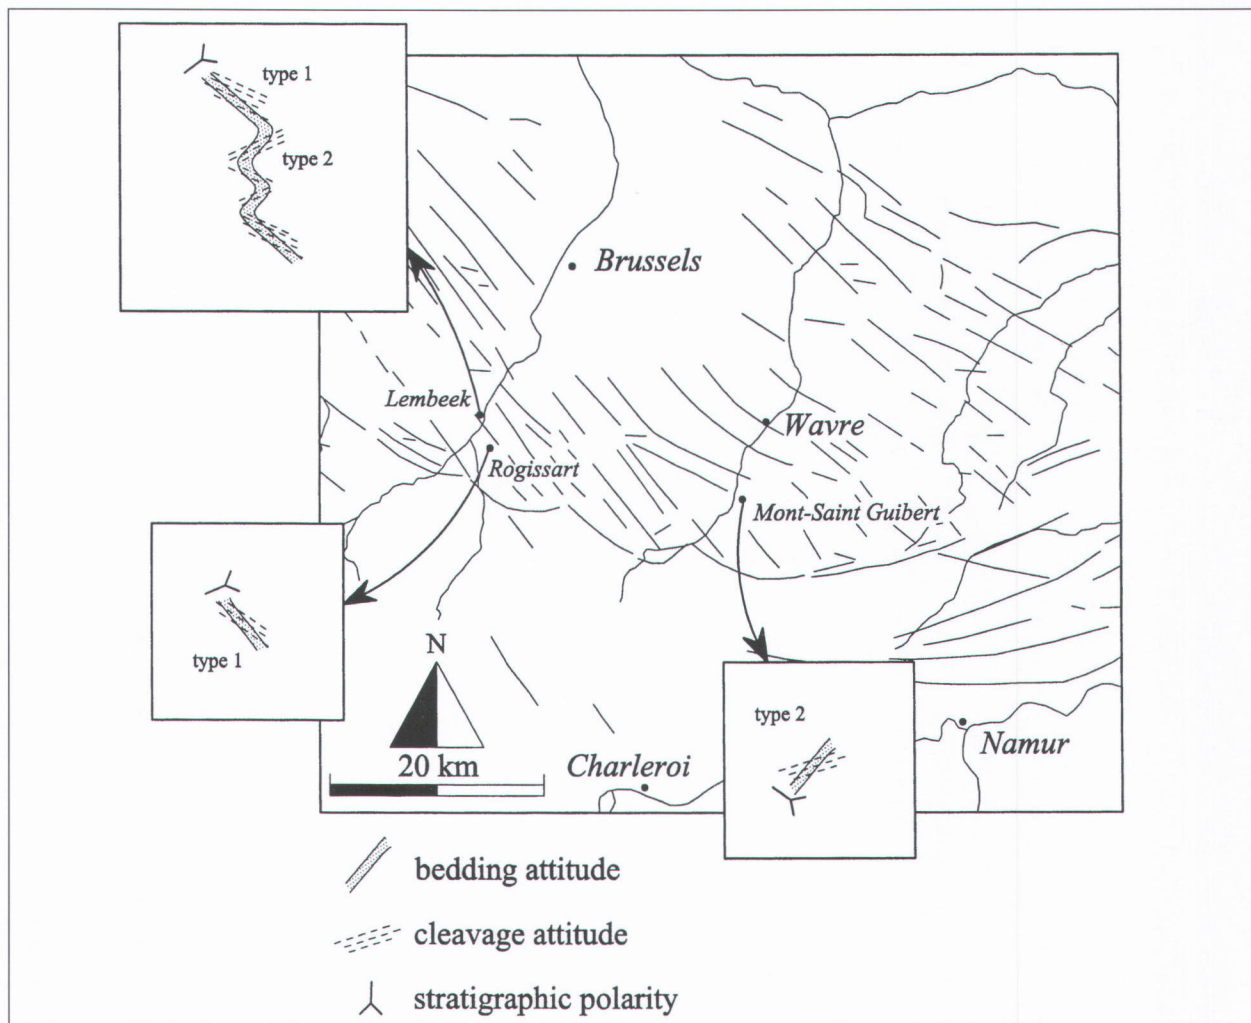 type 1
type 2
Brussels
Lembeek
Wavre
Rogissart
Mont-Saint Guibert
type 1
N
type 2
20 km
Charleroi
Namur
bedding attitude
cleavage attitude
stratigraphic polarity